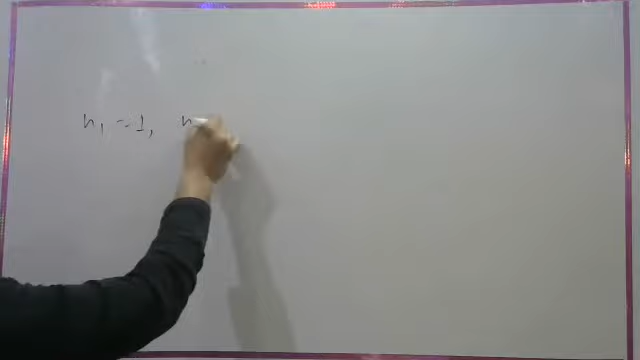 n₁ = 1, n